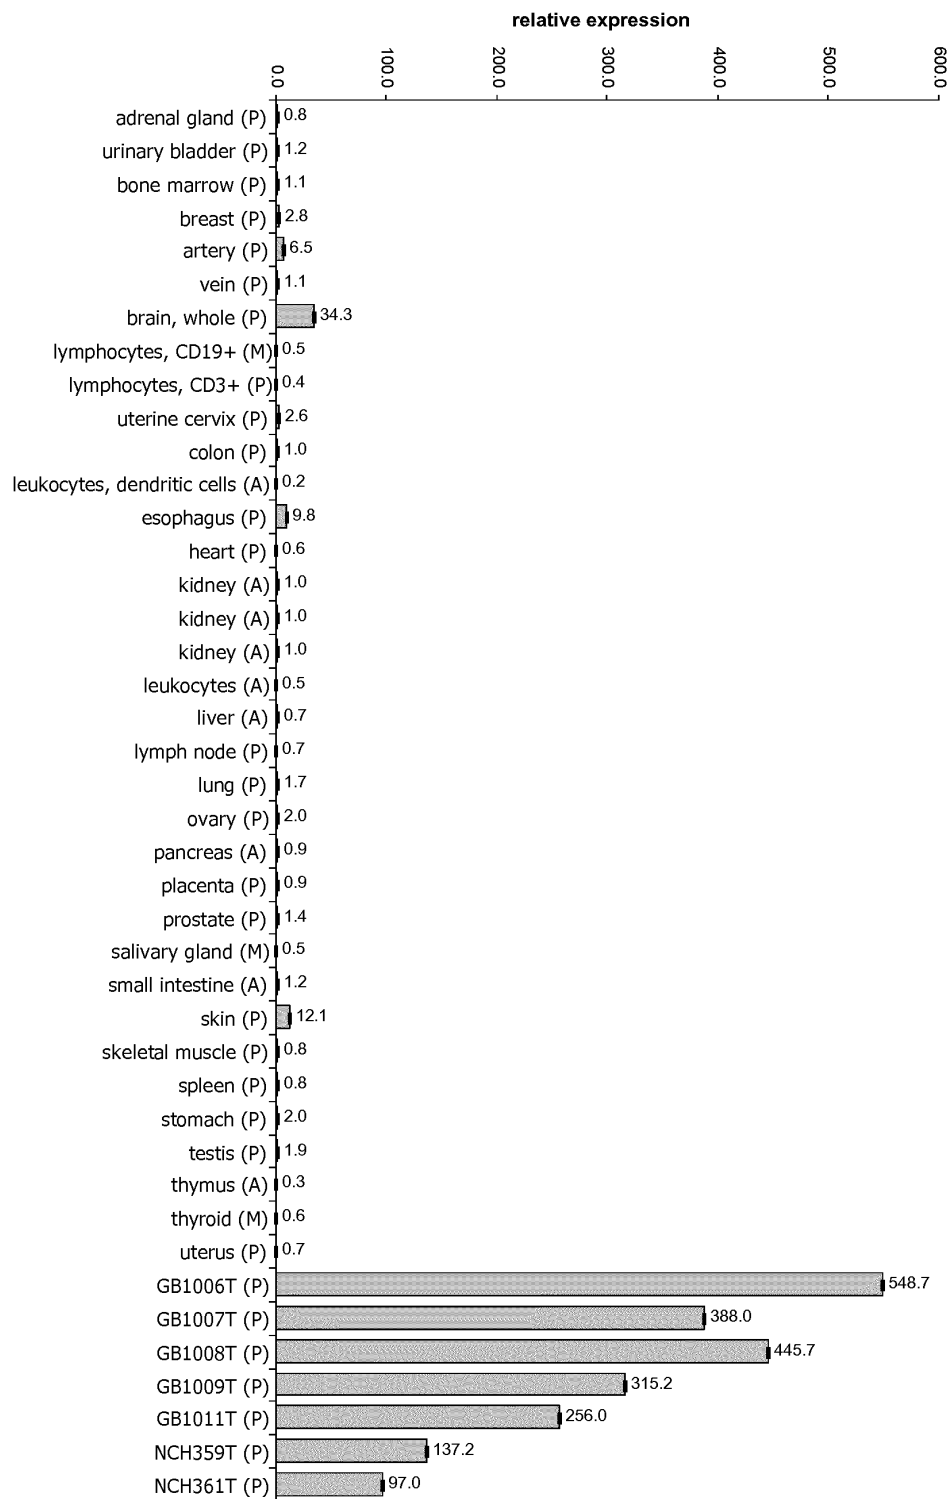 relative expression
0.0 100.0 200.0 300.0 400.0 500.0 600.0
adrenal gland (P) 0.8
urinary bladder (P) 1.2
bone marrow (P) 1.1
breast (P) 2.8
artery (P) 6.5
vein (P) 1.1
brain, whole (P) 34.3
lymphocytes, CD19+ (M) 0.5
lymphocytes, CD3+ (P) 0.4
uterine cervix (P) 2.6
colon (P) 1.0
leukocytes, dendritic cells (A) 0.2
esophagus (P) 9.8
heart (P) 0.6
kidney (A) 1.0
kidney (A) 1.0
kidney (A) 1.0
leukocytes (A) 0.5
liver (A) 0.7
lymph node (P) 0.7
lung (P) 1.7
ovary (P) 2.0
pancreas (A) 0.9
placenta (P) 0.9
prostate (P) 1.4
salivary gland (M) 0.5
small intestine (A) 1.2
skin (P) 12.1
skeletal muscle (P) 0.8
spleen (P) 0.8
stomach (P) 2.0
testis (P) 1.9
thymus (A) 0.3
thyroid (M) 0.6
uterus (P) 0.7
GB1006T (P) 548.7
GB1007T (P) 388.0
GB1008T (P) 445.7
GB1009T (P) 315.2
GB1011T (P) 256.0
NCH359T (P) 137.2
NCH361T (P) 97.0